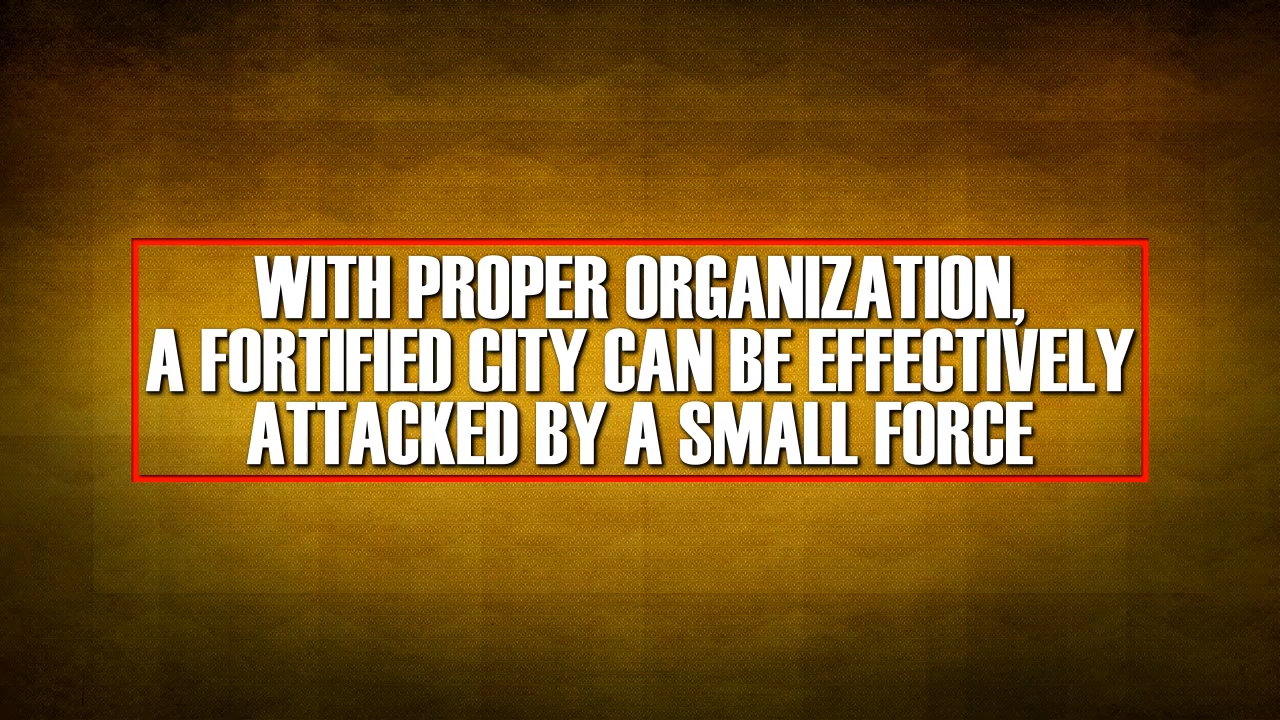 WITH PROPER ORGANIZATION,
A FORTIFIED CITY CAN BE EFFECTIVELY
ATTACKED BY A SMALL FORCE